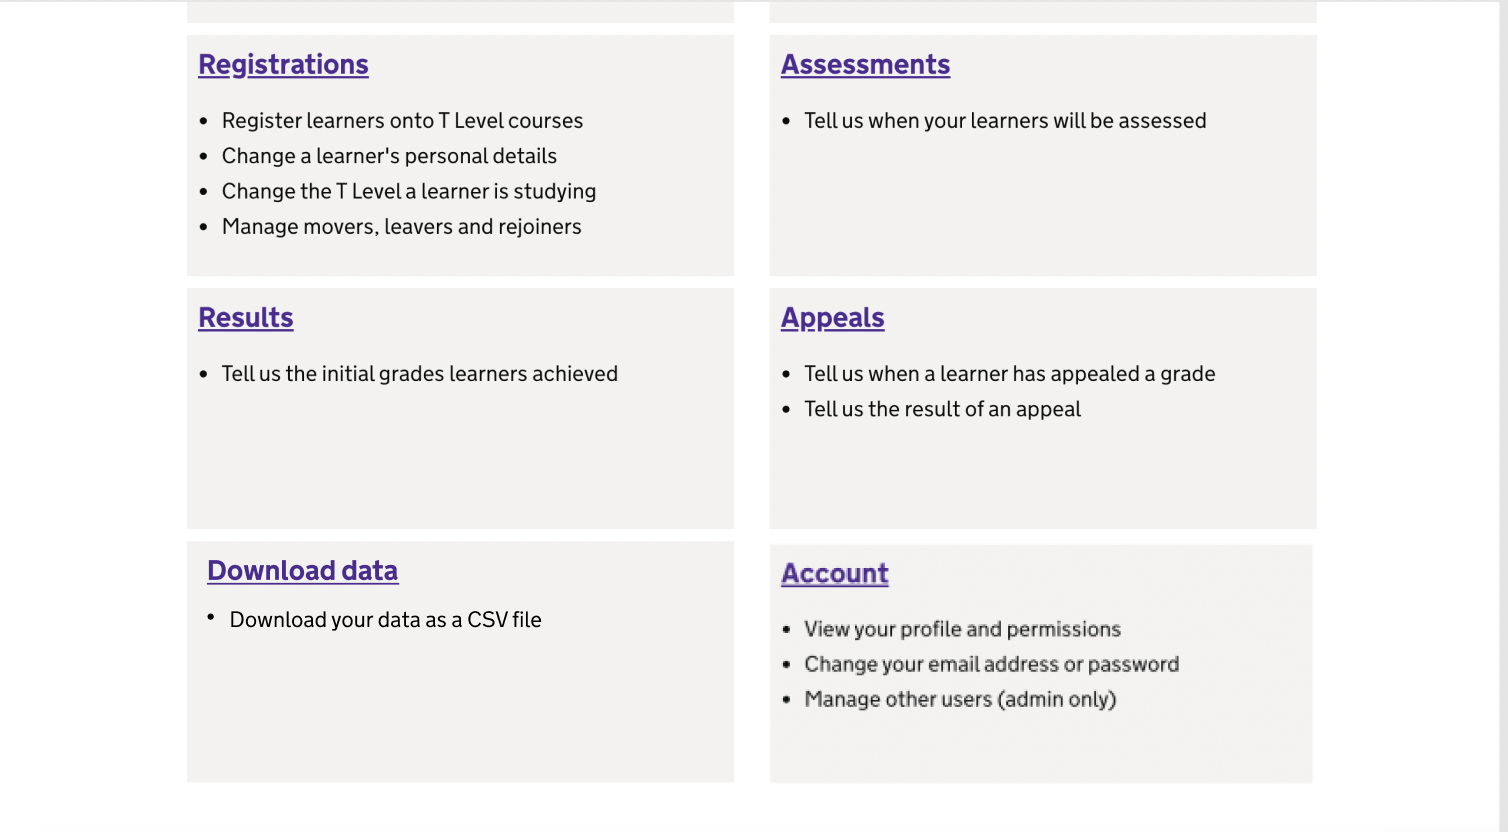 Registrations
• Register learners onto T Level courses
• Change a learner's personal details
• Change the T Level a learner is studying
• Manage movers, leavers and rejoiners
Assessments
• Tell us when your learners will be assessed
Results
• Tell us the initial grades learners achieved
Appeals
• Tell us when a learner has appealed a grade
• Tell us the result of an appeal
Download data
• Download your data as a CSV file
Account
• View your profile and permissions
• Change your email address or password
• Manage other users (admin only)